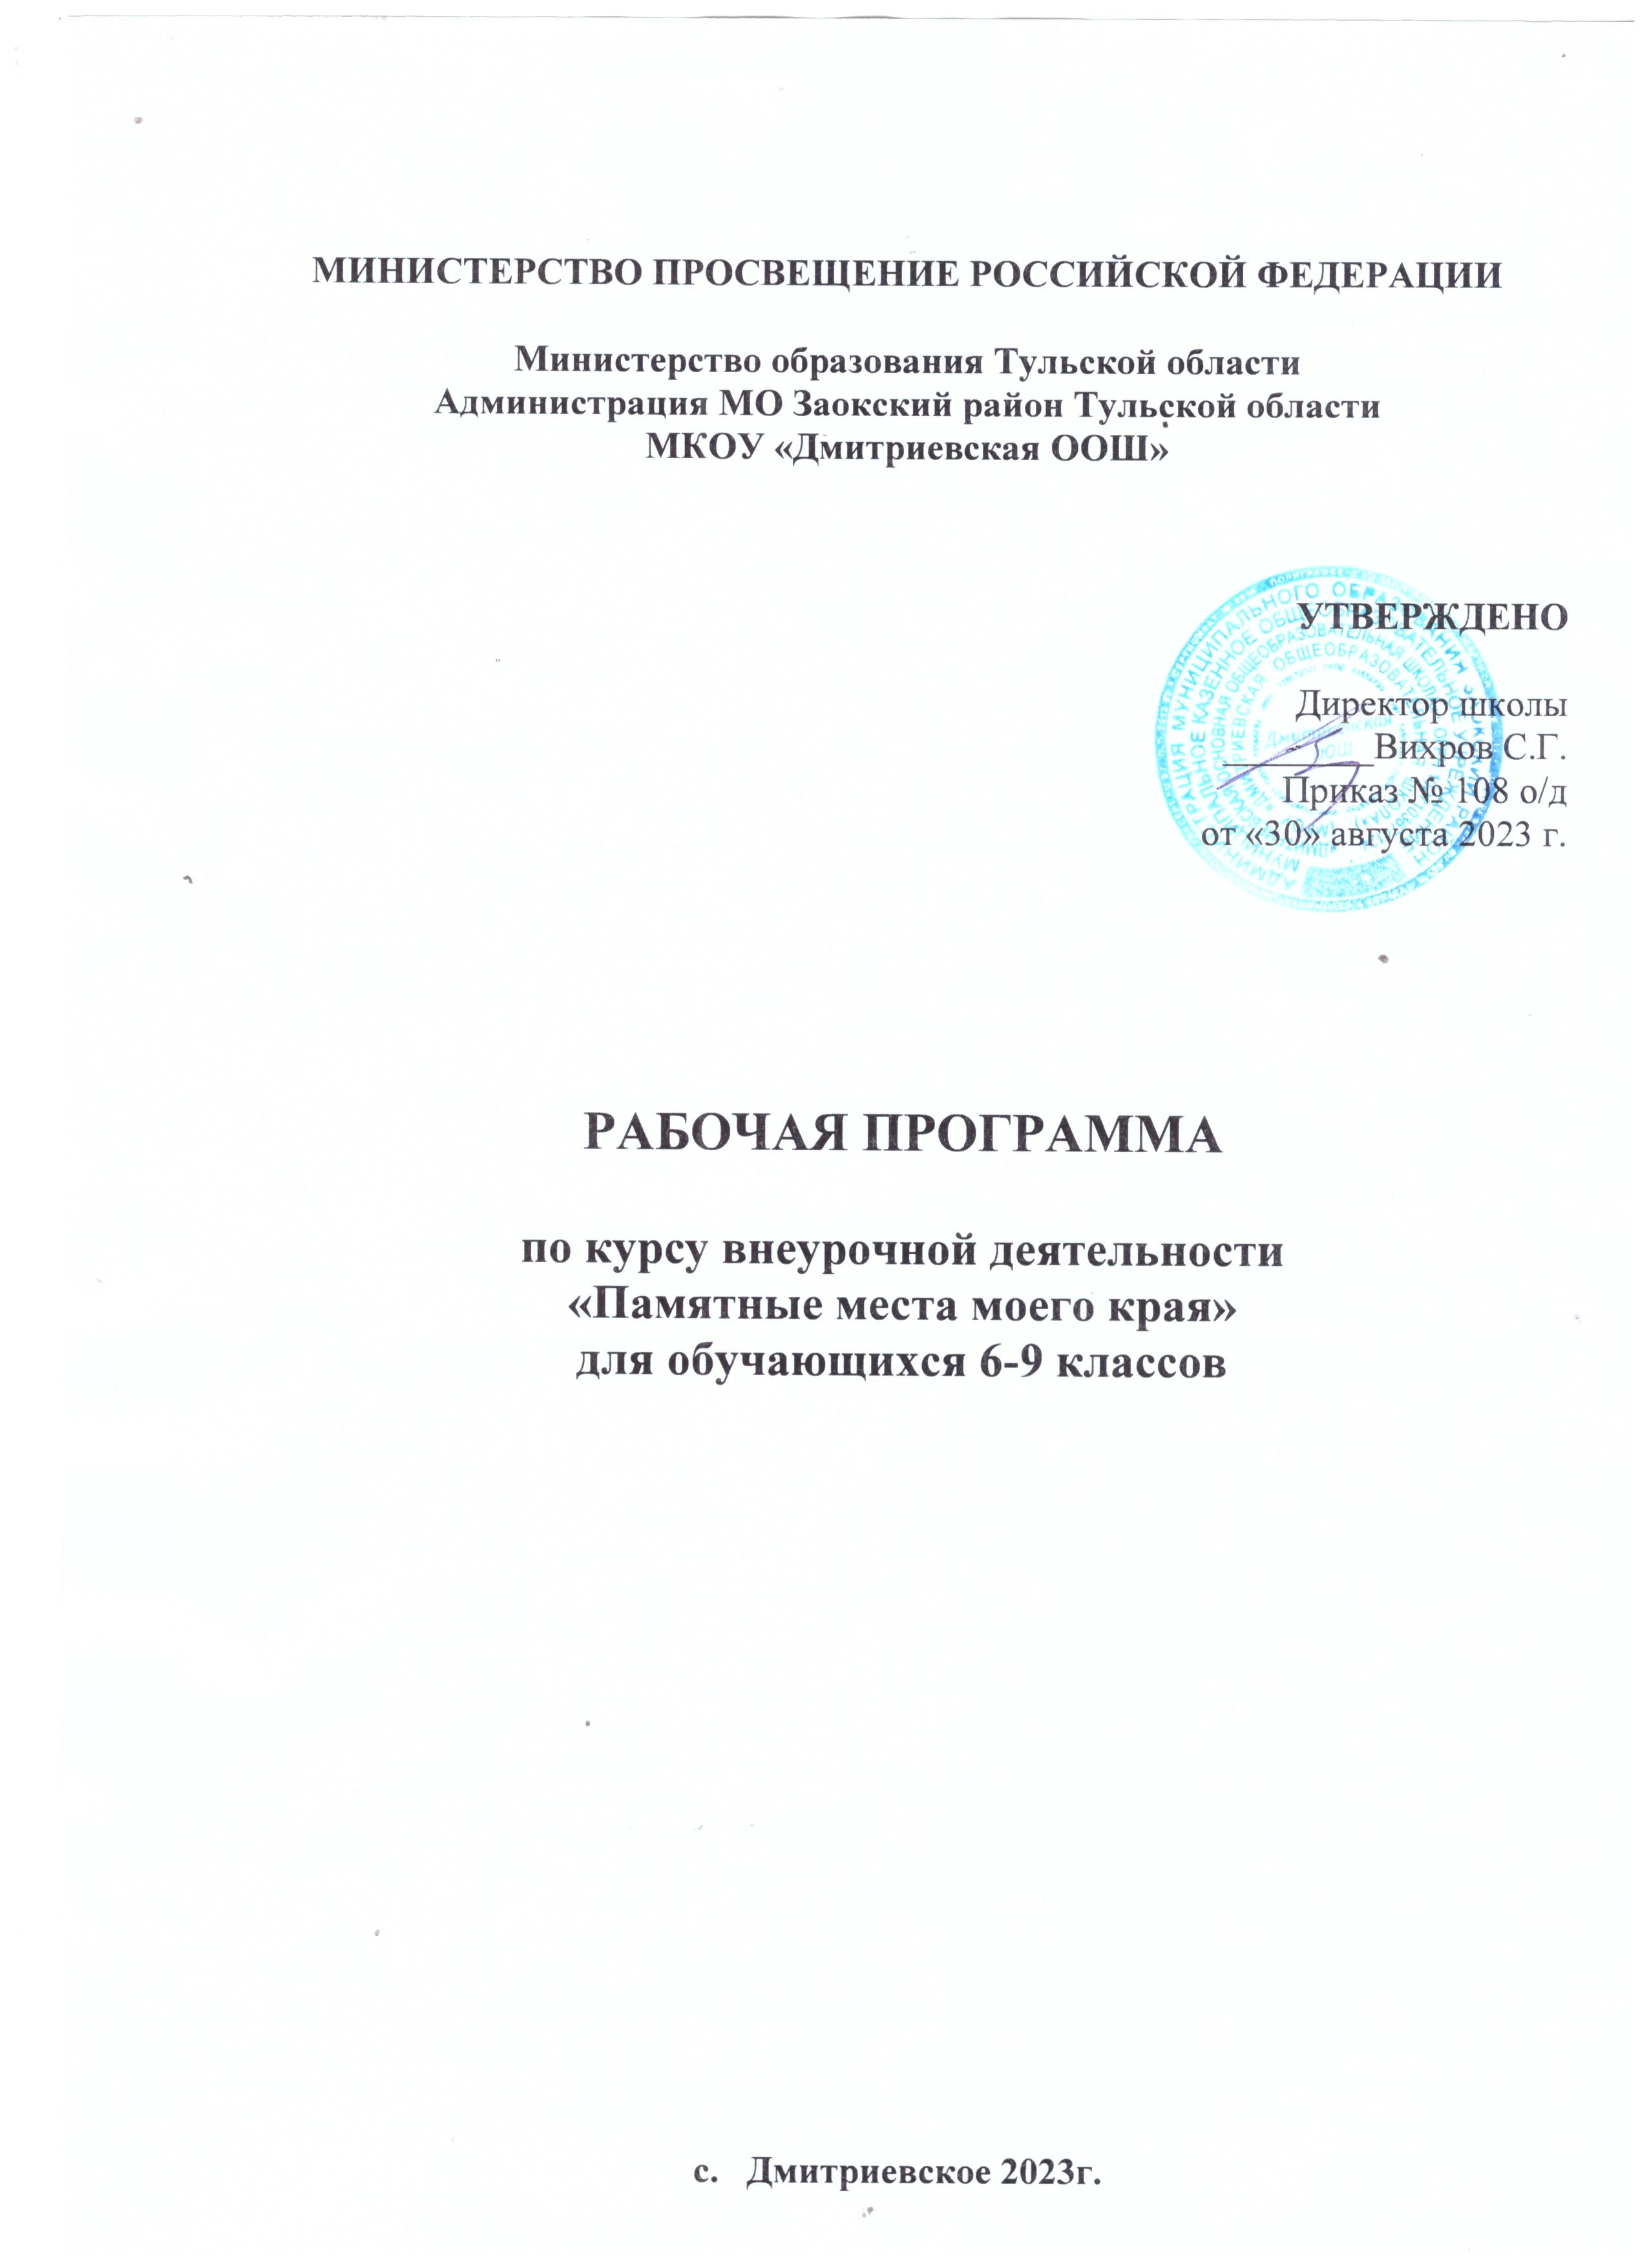 МИНИСТЕРСТВО ПРОСВЕЩЕНИЕ РОССИЙСКОЙ ФЕДЕРАЦИИ
Министерство образования Тульской области
Администрация МО Заокский район Тульской области
МКОУ «Дмитриевская ООШ»
УТВЕРЖДЕНО
Директор школы
________Вихров С.Г.
Приказ № 108 о/д
от «30» августа 2023 г.
РАБОЧАЯ ПРОГРАММА
по курсу внеурочной деятельности
«Памятные места моего края»
для обучающихся 6-9 классов
с. Дмитриевское 2023г.